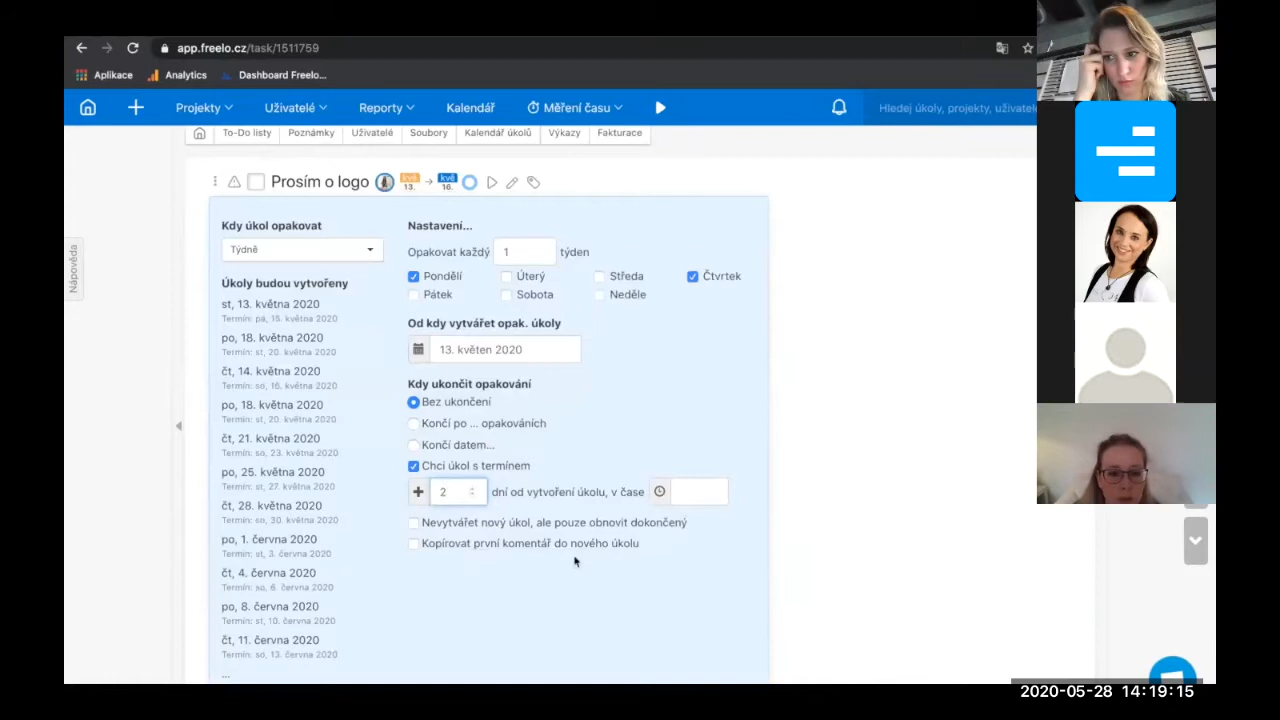 app.freelo.cz/task/1511759
Aplikace Analytics Dashboard Freelo...
Projekty Uživatelé Reporty Kalendář Měření času Hledej úkoly, projekty, uživatele
To-Do listy Poznámky Uživatelé Soubory Kalendář úkolů Výkazy Fakturace
Prosím o logo kvě 13. → kvě 16.
Nápověda
Kdy úkol opakovat
Týdně
Úkoly budou vytvořeny
st, 13. května 2020
Termín: pá, 15. května 2020
po, 18. května 2020
Termín: st, 20. května 2020
čt, 14. května 2020
Termín: so, 16. května 2020
po, 18. května 2020
Termín: st, 20. května 2020
čt, 21. května 2020
Termín: so, 23. května 2020
po, 25. května 2020
Termín: st, 27. května 2020
čt, 28. května 2020
Termín: so, 30. května 2020
po, 1. června 2020
Termín: st, 3. června 2020
čt, 4. června 2020
Termín: so, 6. června 2020
po, 8. června 2020
Termín: st, 10. června 2020
čt, 11. června 2020
Termín: so, 13. června 2020
...
Nastavení...
Opakovat každý 1 týden
Pondělí Úterý Středa Čtvrtek
Pátek Sobota Neděle
Od kdy vytvářet opak. úkoly
13. květen 2020
Kdy ukončit opakování
Bez ukončení
Končí po ... opakováních
Končí datem...
Chci úkol s termínem
2 dní od vytvoření úkolu, v čase
Nevytvářet nový úkol, ale pouze obnovit dokončený
Kopírovat první komentář do nového úkolu
2020-05-28 14:19:15